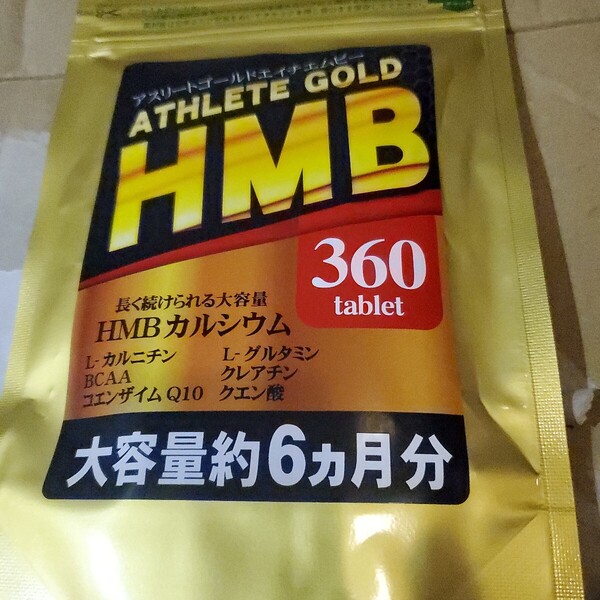 アスリートゴールドエイチエムビー
ATHLETE GOLD
HMB
360
tablet
長く続けられる大容量
HMBカルシウム
L-カルニチン L-グルタミン
BCAA クレアチン
コエンザイムQ10 クエン酸
大容量約6ヵ月分